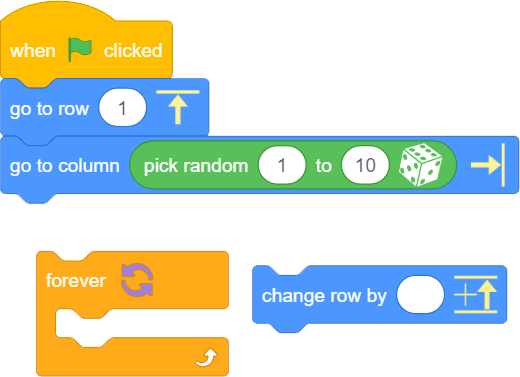 when clicked
go to row 1
go to column pick random 1 to 10
forever
change row by